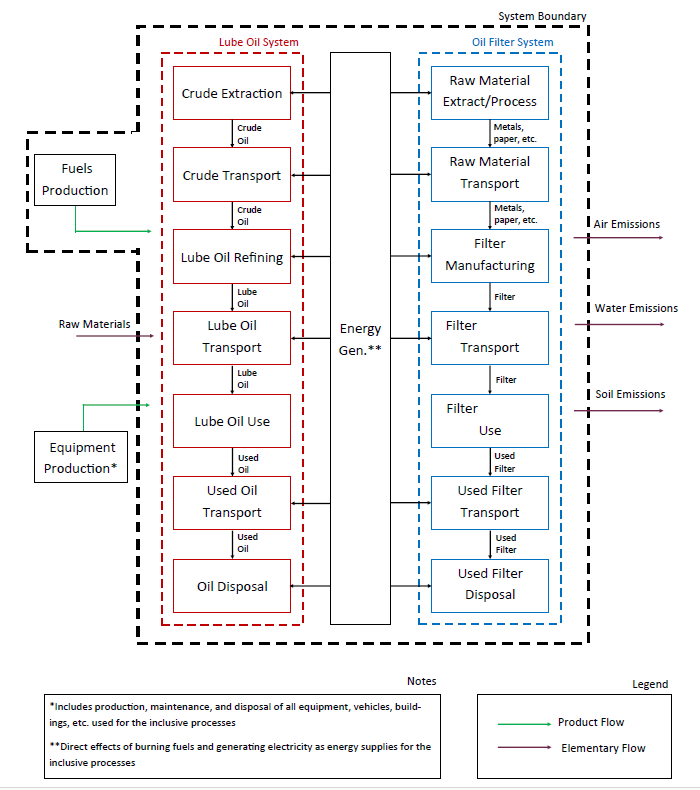 System Boundary
Lube Oil System
Oil Filter System
Crude Extraction
Raw Material
Extract/Process
Crude
Oil
Metals,
paper, etc.
Fuels
Production
Crude Transport
Raw Material
Transport
Crude
Oil
Metals,
paper, etc.
Air Emissions
Lube Oil Refining
Filter
Manufacturing
Lube
Oil
Filter
Raw Materials
Water Emissions
Lube Oil
Transport
Energy
Gen.**
Filter
Transport
Lube
Oil
Filter
Soil Emissions
Lube Oil Use
Filter
Use
Equipment
Production*
Used
Oil
Used
Filter
Used Oil
Transport
Used Filter
Transport
Used
Oil
Used
Filter
Oil Disposal
Used Filter
Disposal
Notes
*Includes production, maintenance, and disposal of all equipment, vehicles, build-
ings, etc. used for the inclusive processes
**Direct effects of burning fuels and generating electricity as energy supplies for the
inclusive processes
Legend
Product Flow
Elementary Flow